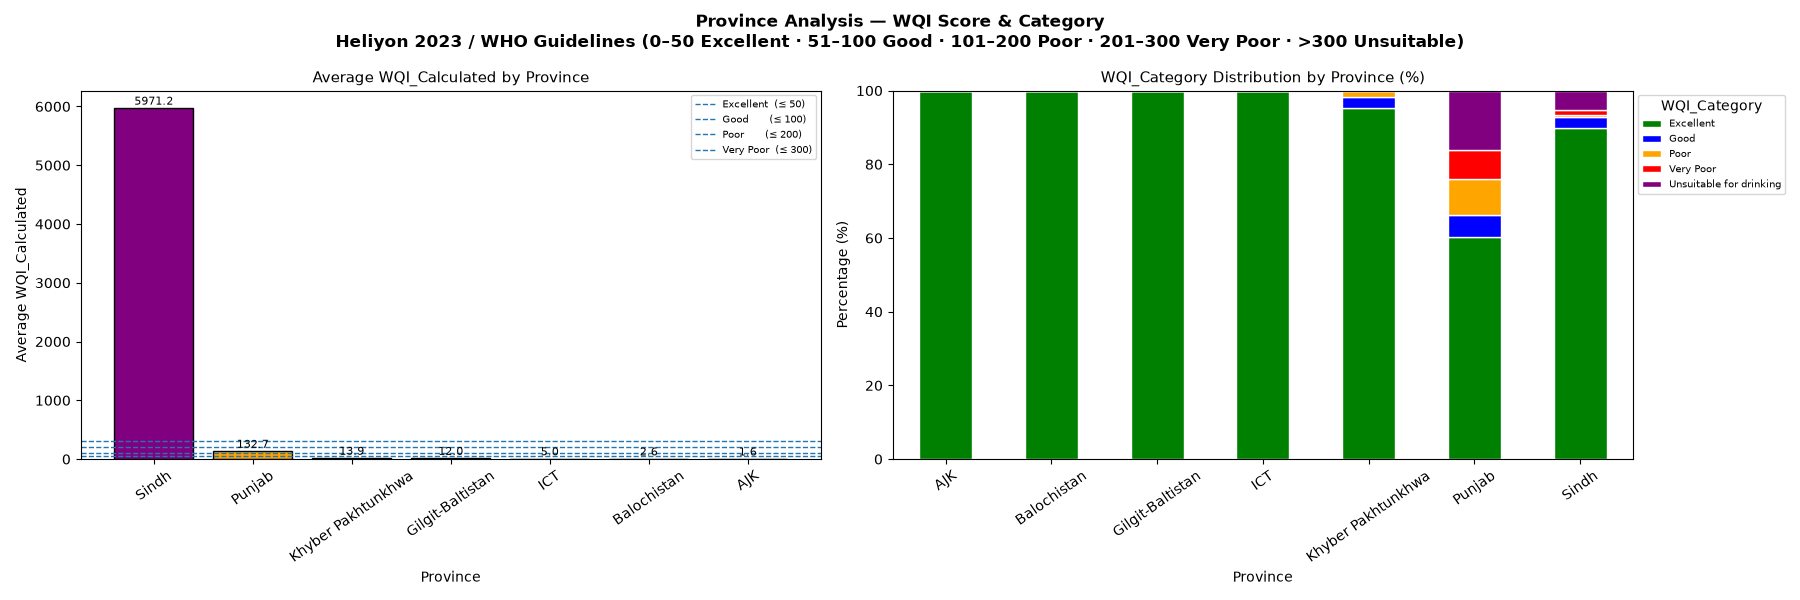 Province Analysis — WQI Score & Category
Heliyon 2023 / WHO Guidelines (0–50 Excellent · 51–100 Good · 101–200 Poor · 201–300 Very Poor · >300 Unsuitable)
Average WQI_Calculated by Province
Average WQI_Calculated
6000
5000
4000
3000
2000
1000
0
5971.2
132.7
13.9
12.0
5.0
2.6
1.6
Excellent (≤ 50)
Good (≤ 100)
Poor (≤ 200)
Very Poor (≤ 300)
Sindh
Punjab
Khyber Pakhtunkhwa
Gilgit-Baltistan
ICT
Balochistan
AJK
Province
WQI_Category Distribution by Province (%)
Percentage (%)
100
80
60
40
20
0
AJK
Balochistan
Gilgit-Baltistan
ICT
Khyber Pakhtunkhwa
Punjab
Sindh
Province
WQI_Category
Excellent
Good
Poor
Very Poor
Unsuitable for drinking